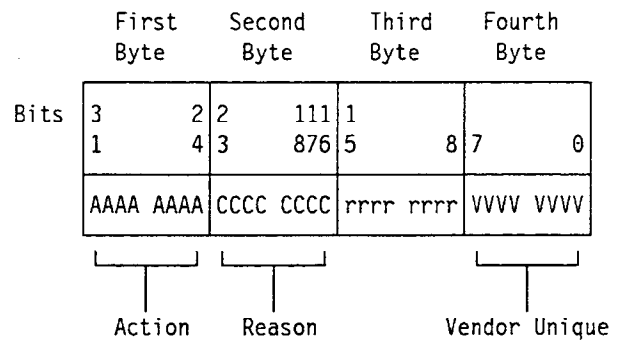 First Second Third Fourth
Byte Byte Byte Byte
Bits 3 2 2 111 1
1 4 3 876 5 8 7 0
AAAA AAAA CCCC CCCC rrrr rrrr VVVV VVVV
Action Reason Vendor Unique